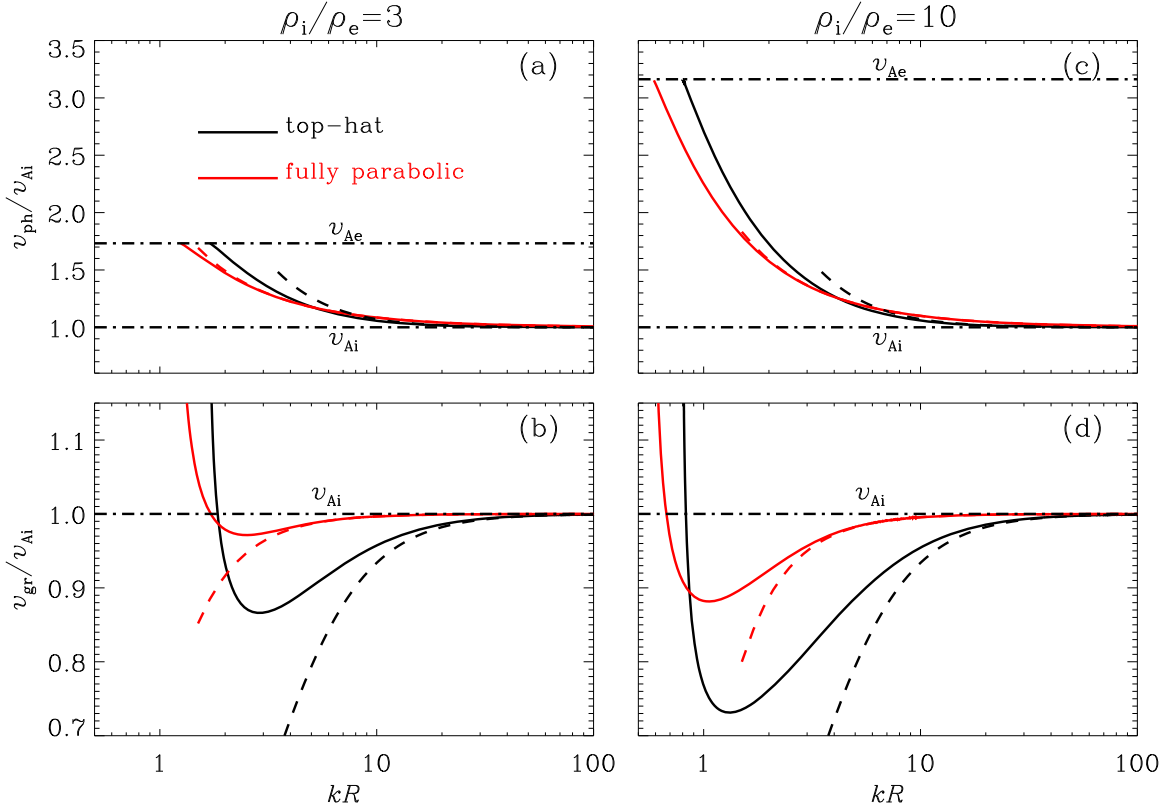 ρi/ρe=3
ρi/ρe=10
3.5
3.0
2.5
2.0
1.5
1.0
vph/vAi
(a)
top-hat
fully parabolic
vAe
vAi
(c)
vAe
vAi
1.1
1.0
0.9
0.8
0.7
vgr/vAi
(b)
vAi
(d)
vAi
1
10
100
kR
1
10
100
kR